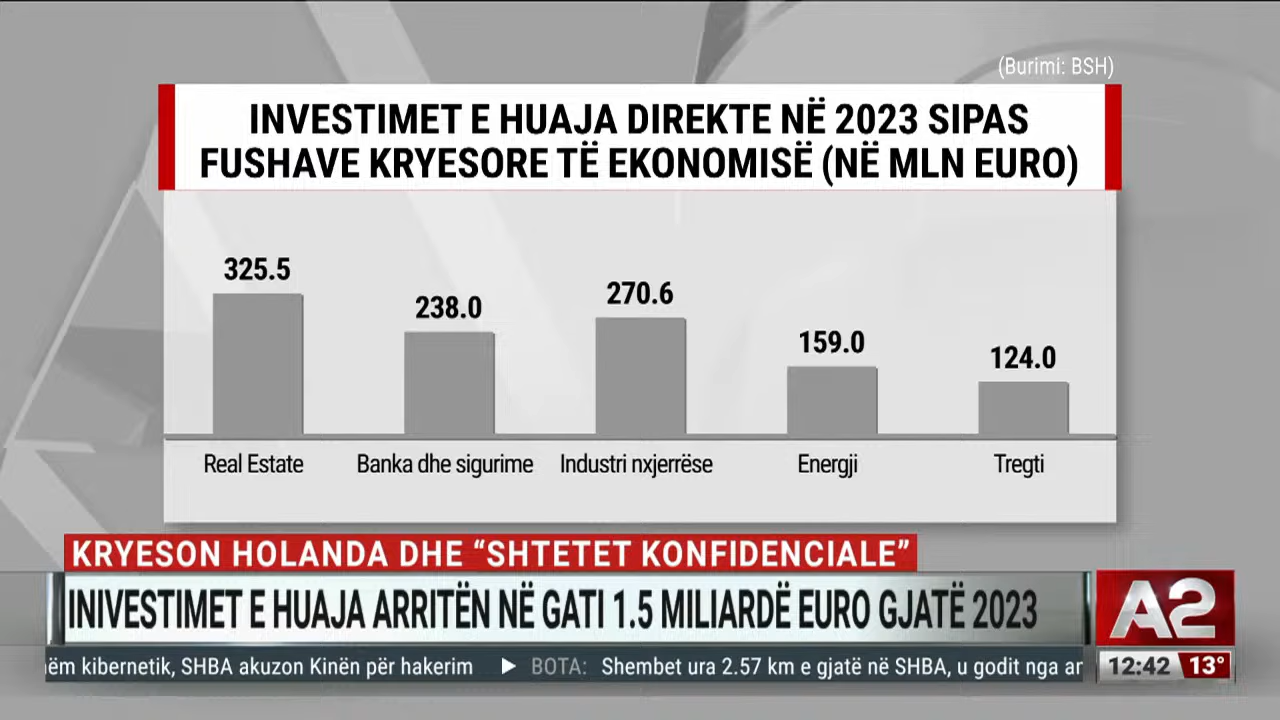 (Burimi: BSH)
INVESTIMET E HUAJA DIREKTE NË 2023 SIPAS
FUSHAVE KRYESORE TË EKONOMISË (NË MLN EURO)
325.5
238.0
270.6
159.0
124.0
Real Estate
Banka dhe sigurime
Industri nxjerrëse
Energji
Tregti
KRYESON HOLANDA DHE “SHTETET KONFIDENCIALE”
INIVESTIMET E HUAJA ARRITËN NË GATI 1.5 MILIARDË EURO GJATË 2023
A2
kibernetik, SHBA akuzon Kinën për hakerim ▶ BOTA: Shembet ura 2.57 km e gjatë në SHBA, u godit nga
12:42 13°